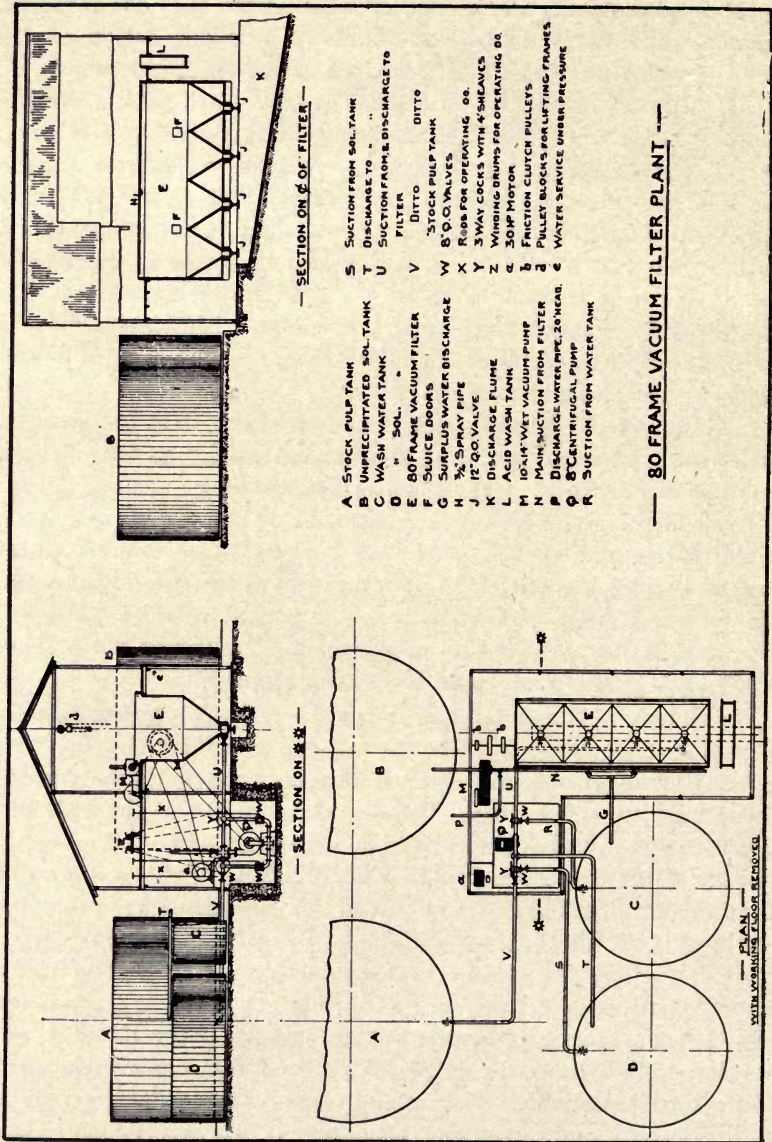 — SECTION ON ₵ OF FILTER —
— SECTION ON ✡✡ —
A STOCK PULP TANK
B UNPRECIPITATED SOL. TANK
C WASH WATER TANK
D " SOL. "
E 80 FRAME VACUUM FILTER
F SLUICE DOORS
G SURPLUS WATER DISCHARGE
H 3/16" SPRAY PIPE
J 12" Q.O. VALVE
K DISCHARGE FLUME
L ACID WASH TANK
M 10"×14" WET VACUUM PUMP
N MAIN SUCTION FROM FILTER
P DISCHARGE WATER PIPE, 20' HEAD.
Q 8" CENTRIFUGAL PUMP
R SUCTION FROM WATER TANK
S SUCTION FROM SOL. TANK
T DISCHARGE TO " "
U SUCTION FROM, & DISCHARGE TO
FILTER
V DITTO DITTO
"STOCK PULP TANK
W 8" Q.O. VALVES
X RODS FOR OPERATING DO.
Y 3 WAY COCKS WITH 4' SHEAVES
Z WINDING DRUMS FOR OPERATING DO.
a 30 HP MOTOR
b FRICTION CLUTCH PULLEYS
d PULLEY BLOCKS FOR LIFTING FRAMES
e WATER SERVICE UNDER PRESSURE
— PLAN —
WITH WORKING FLOOR REMOVED
— 80 FRAME VACUUM FILTER PLANT —